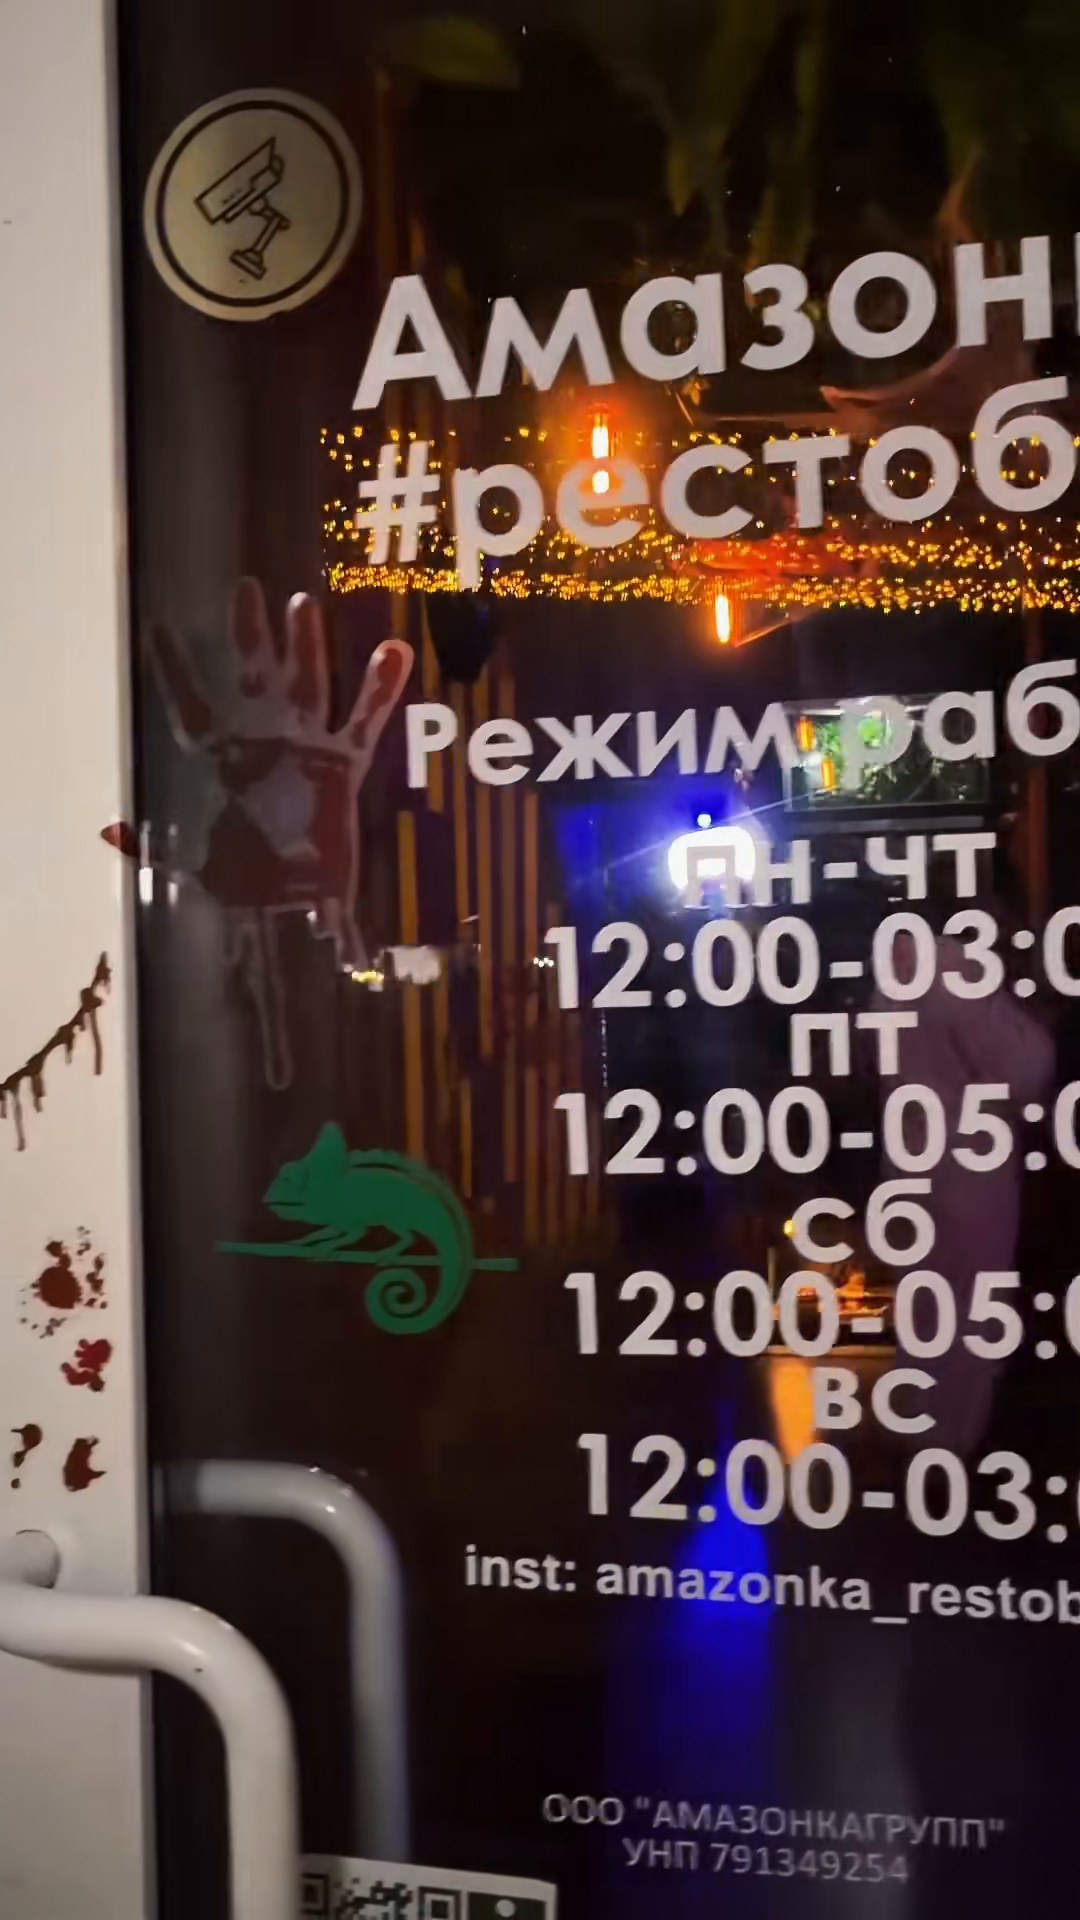 Амазон
#рестоб
Режим раб
пн-чт
12:00-03:0
пт
12:00-05:0
сб
12:00-05:0
вс
12:00-03:
inst: amazonka_restob
ООО "АМАЗОНКАГРУПП"
УНП 791349254